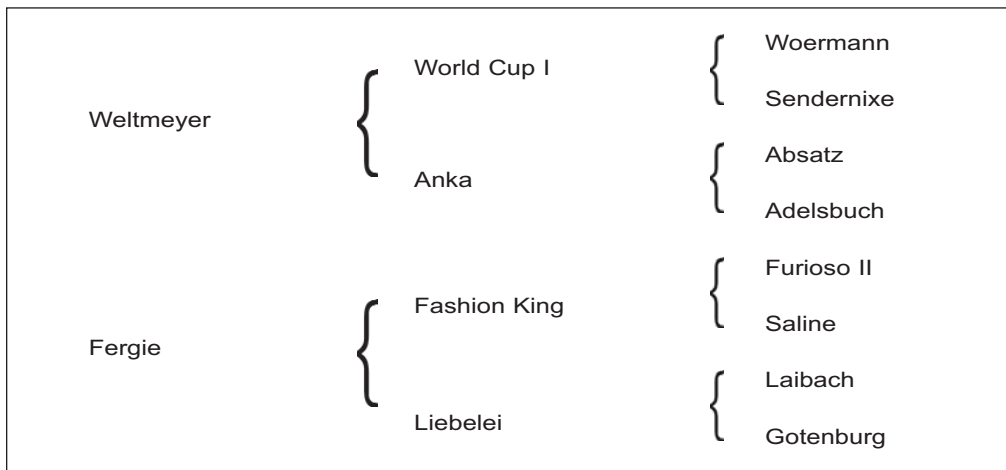 Woermann
World Cup I
Sendernixe
Weltmeyer
Absatz
Anka
Adelsbuch
Furioso II
Fashion King
Saline
Fergie
Laibach
Liebelei
Gotenburg